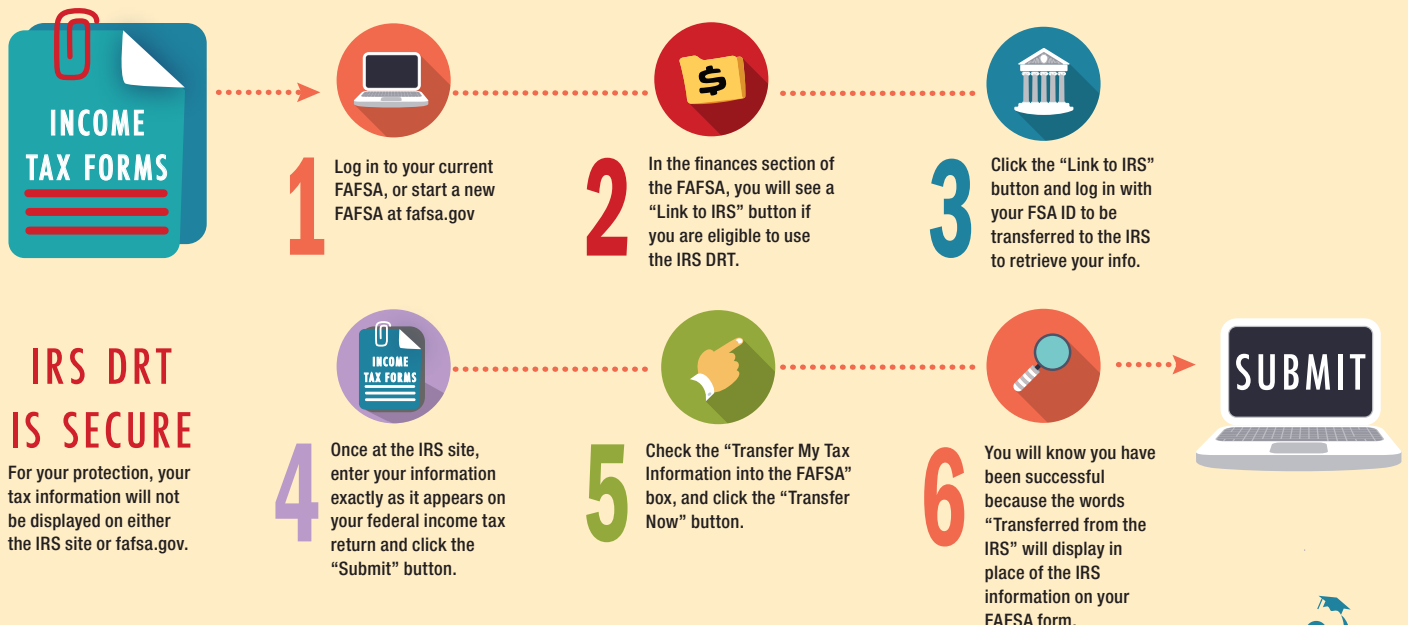 INCOME
TAX FORMS
1
Log in to your current
FAFSA, or start a new
FAFSA at fafsa.gov
2
In the finances section of
the FAFSA, you will see a
“Link to IRS” button if
you are eligible to use
the IRS DRT.
3
Click the “Link to IRS”
button and log in with
your FSA ID to be
transferred to the IRS
to retrieve your info.
IRS DRT
IS SECURE
For your protection, your
tax information will not
be displayed on either
the IRS site or fafsa.gov.
INCOME
TAX FORMS
4
Once at the IRS site,
enter your information
exactly as it appears on
your federal income tax
return and click the
“Submit” button.
5
Check the “Transfer My Tax
Information into the FAFSA”
box, and click the “Transfer
Now” button.
6
You will know you have
been successful
because the words
“Transferred from the
IRS” will display in
place of the IRS
information on your
FAFSA form.
SUBMIT